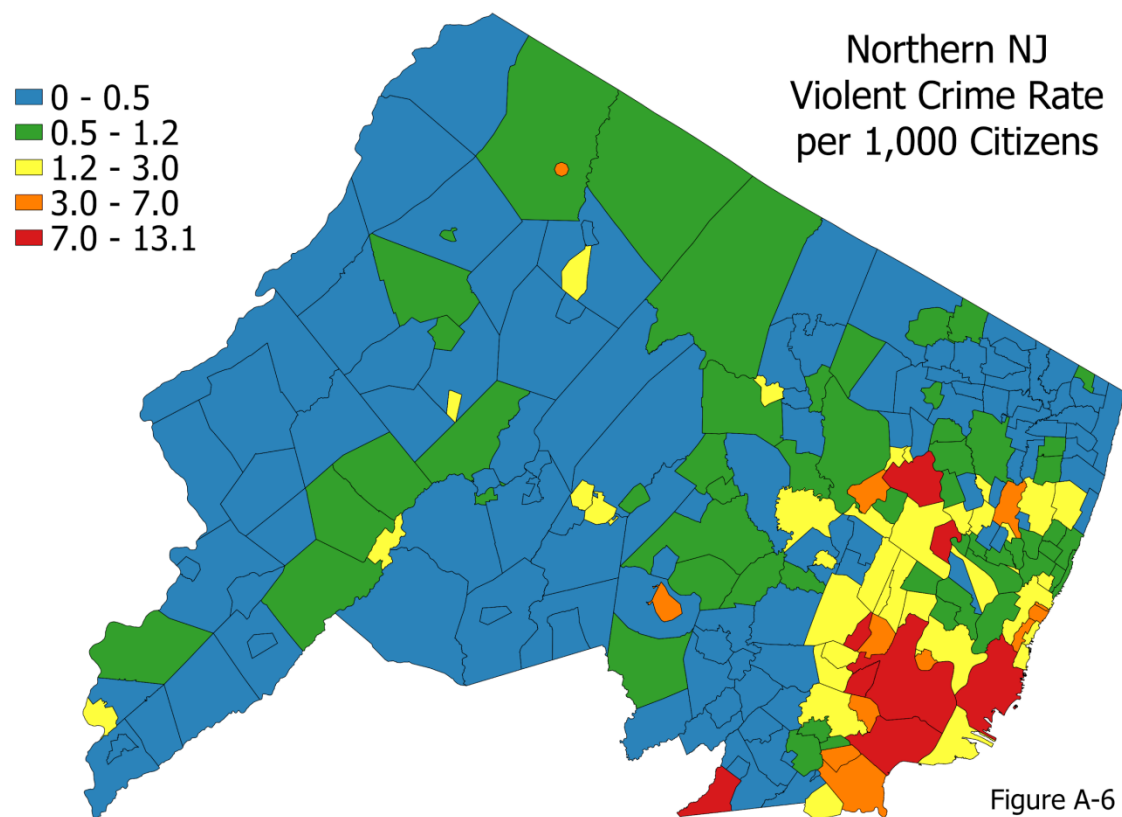 Northern NJ
Violent Crime Rate
per 1,000 Citizens
0 - 0.5
0.5 - 1.2
1.2 - 3.0
3.0 - 7.0
7.0 - 13.1
Figure A-6